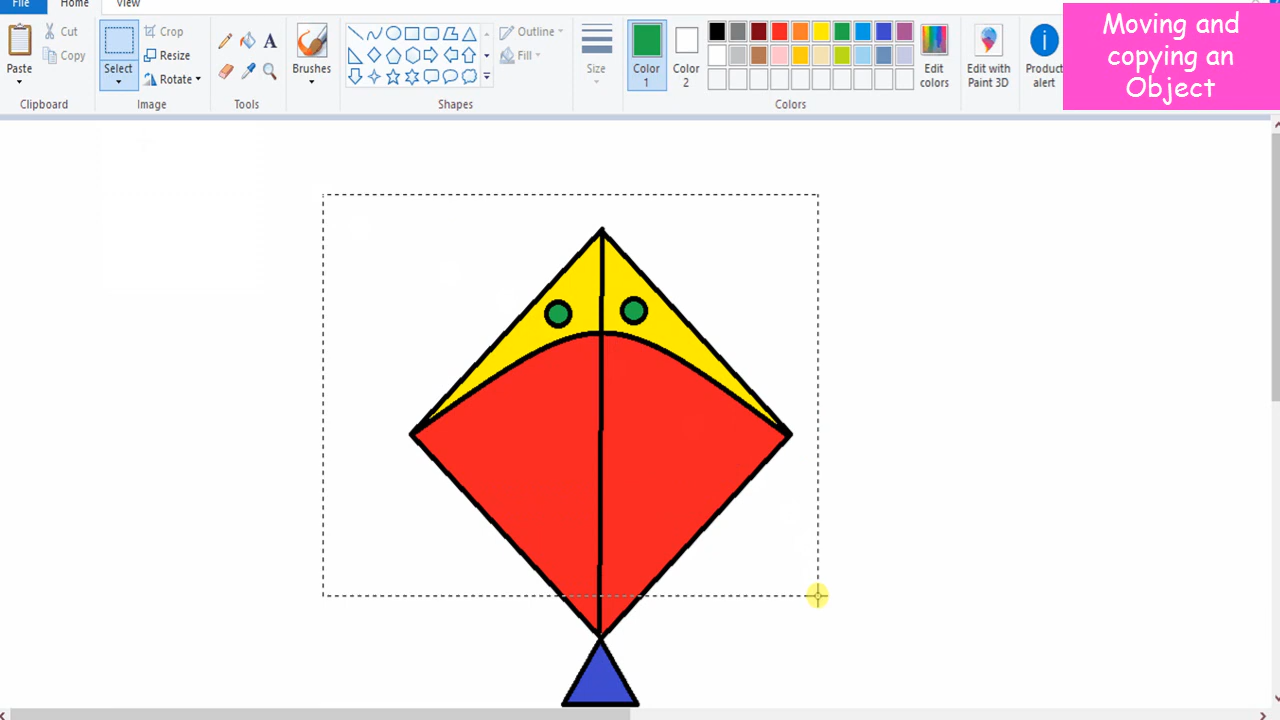 File
Home
View
Paste
Cut
Copy
Clipboard
Select
Crop
Resize
Rotate
Image
A
Tools
Brushes
Outline
Fill
Shapes
Size
Color
1
Color
2
Colors
Edit
colors
Edit with
Paint 3D
Product
alert
Moving and
copying an
Object